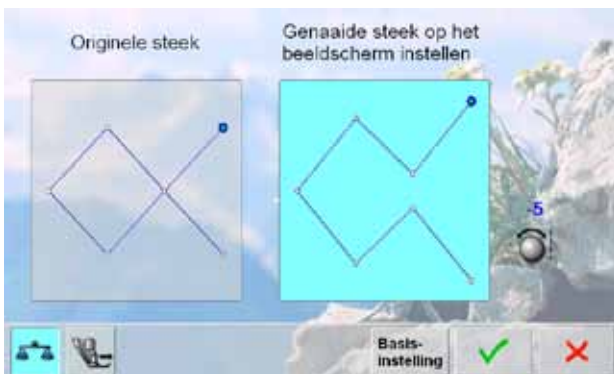 Originele steek
Genaaide steek op het
beeldscherm instellen
-5
Basis-
instelling